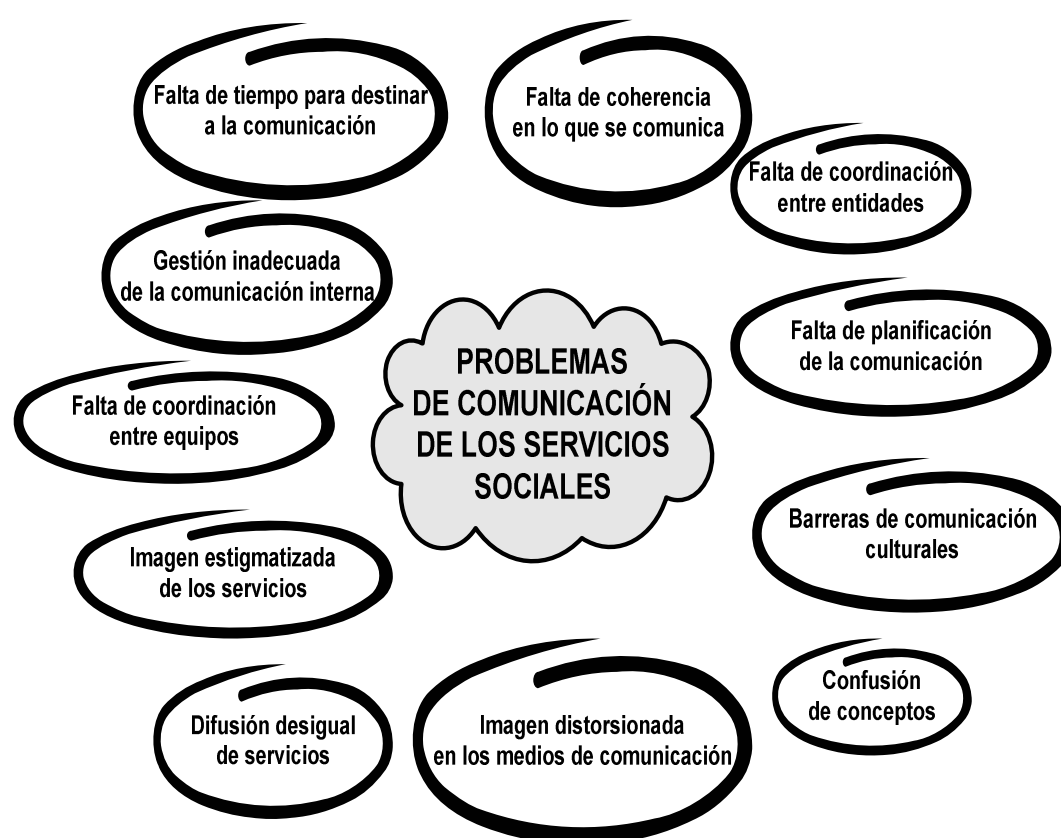 Falta de tiempo para destinar
a la comunicación
Falta de coherencia
en lo que se comunica
Falta de coordinación
entre entidades
Gestión inadecuada
de la comunicación interna
Falta de planificación
de la comunicación
PROBLEMAS
DE COMUNICACIÓN
DE LOS SERVICIOS
SOCIALES
Falta de coordinación
entre equipos
Barreras de comunicación
culturales
Imagen estigmatizada
de los servicios
Confusión
de conceptos
Difusión desigual
de servicios
Imagen distorsionada
en los medios de comunicación